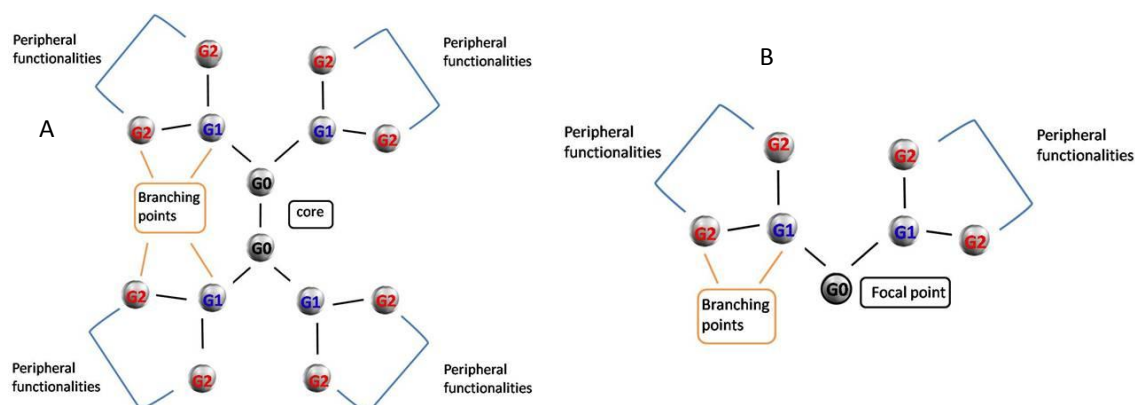 Peripheral
functionalities
G2
G2
Peripheral
functionalities
A
G2
G1
G1
G2
G0
Branching
points
core
G0
G2
G1
G1
G2
Peripheral
functionalities
G2
G2
Peripheral
functionalities
B
Peripheral
functionalities
G2
G2
Peripheral
functionalities
G2
G1
G1
G2
G0
Focal point
Branching
points